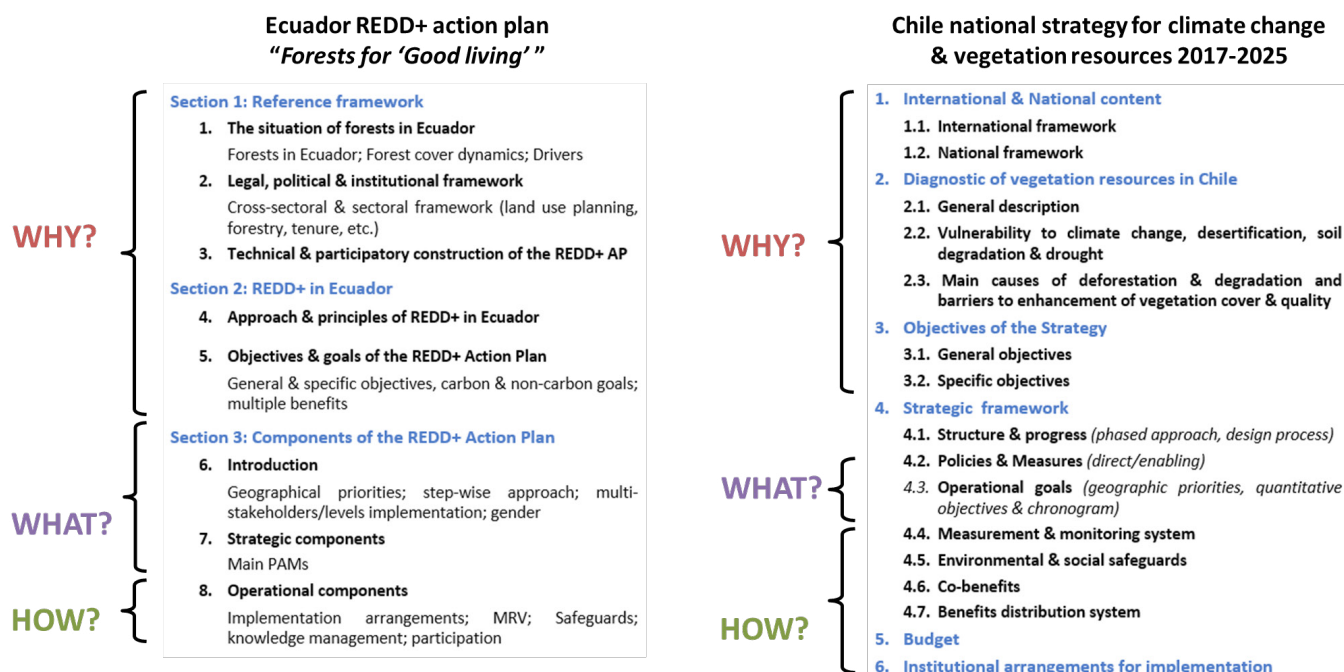 Ecuador REDD+ action plan
“Forests for ‘Good living’ ”
WHY?
Section 1: Reference framework
1. The situation of forests in Ecuador
Forests in Ecuador; Forest cover dynamics; Drivers
2. Legal, political & institutional framework
Cross-sectoral & sectoral framework (land use planning,
forestry, tenure, etc.)
3. Technical & participatory construction of the REDD+ AP
Section 2: REDD+ in Ecuador
4. Approach & principles of REDD+ in Ecuador
5. Objectives & goals of the REDD+ Action Plan
General & specific objectives, carbon & non-carbon goals;
multiple benefits
WHAT?
Section 3: Components of the REDD+ Action Plan
6. Introduction
Geographical priorities; step-wise approach; multi-
stakeholders/levels implementation; gender
7. Strategic components
Main PAMs
HOW?
8. Operational components
Implementation arrangements; MRV; Safeguards;
knowledge management; participation
Chile national strategy for climate change
& vegetation resources 2017-2025
WHY?
1. International & National content
1.1. International framework
1.2. National framework
2. Diagnostic of vegetation resources in Chile
2.1. General description
2.2. Vulnerability to climate change, desertification, soil
degradation & drought
2.3. Main causes of deforestation & degradation and
barriers to enhancement of vegetation cover & quality
3. Objectives of the Strategy
3.1. General objectives
3.2. Specific objectives
4. Strategic framework
4.1. Structure & progress (phased approach, design process)
WHAT?
4.2. Policies & Measures (direct/enabling)
4.3. Operational goals (geographic priorities, quantitative
objectives & chronogram)
HOW?
4.4. Measurement & monitoring system
4.5. Environmental & social safeguards
4.6. Co-benefits
4.7. Benefits distribution system
5. Budget
6. Institutional arrangements for implementation